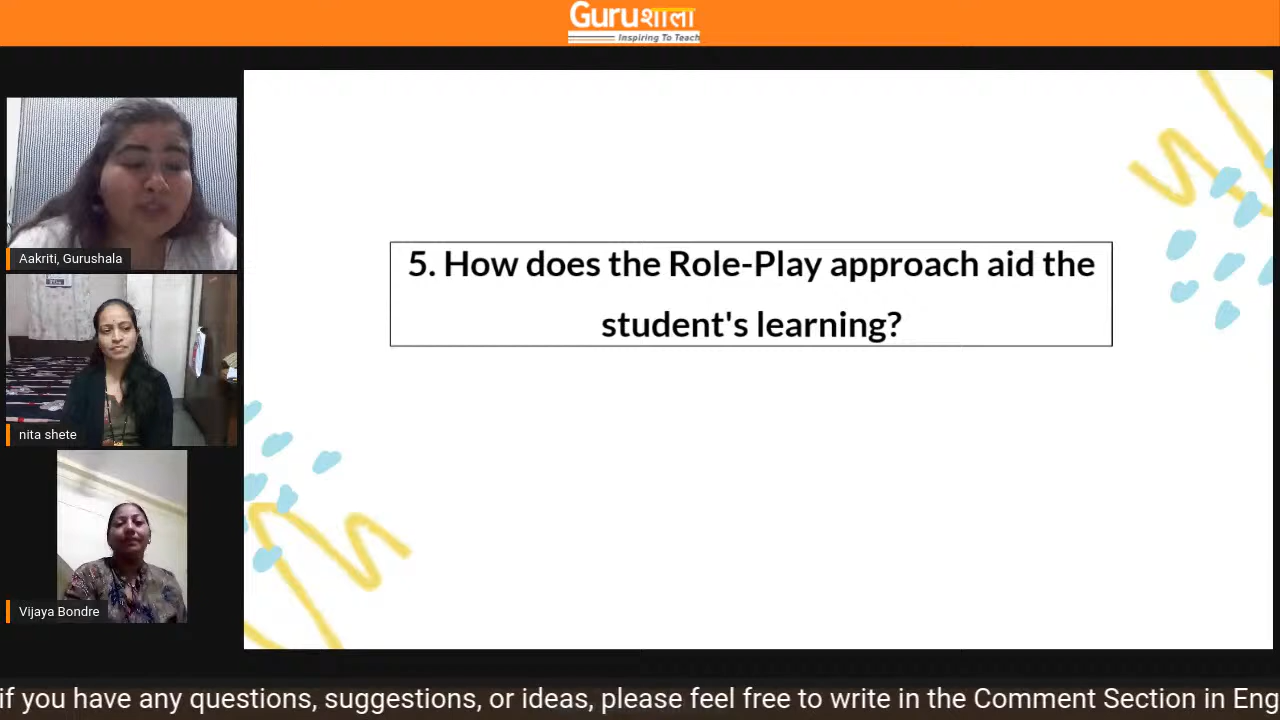 Guruशाला
Inspiring To Teach
Aakriti, Gurushala
nita shete
Vijaya Bondre
5. How does the Role-Play approach aid the
student's learning?
if you have any questions, suggestions, or ideas, please feel free to write in the Comment Section in Eng